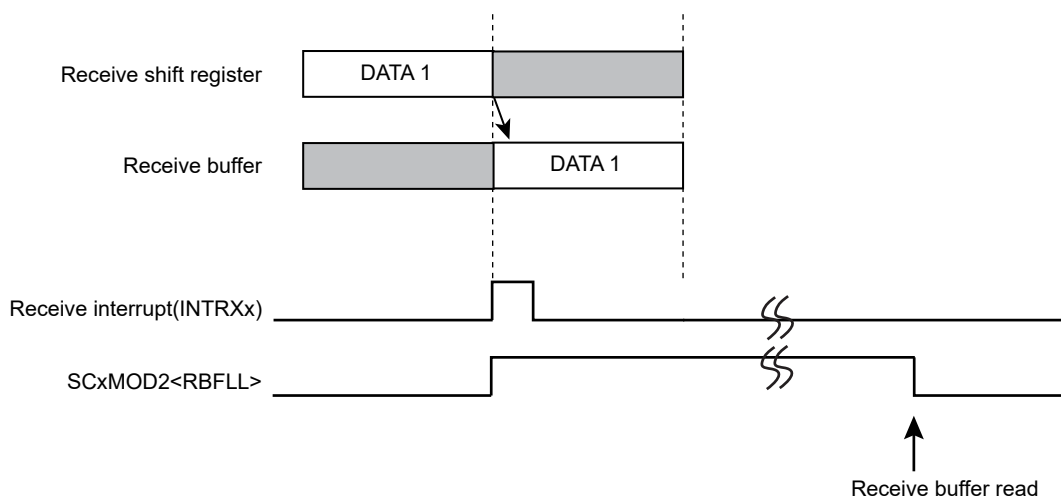 Receive shift register
DATA 1
Receive buffer
DATA 1
Receive interrupt(INTRXx)
SCxMOD2<RBFLL>
Receive buffer read